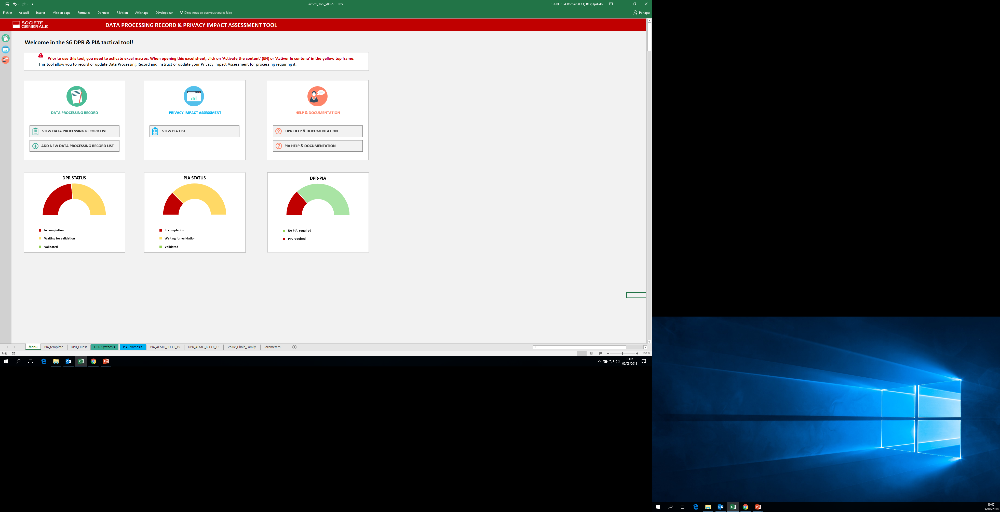 Tactical_Tool_V0.9.5 - Excel
GIUBERGIA Romain (EXT) ResgTpsGdo
Fichier
Accueil
Insérer
Mise en page
Formules
Données
Révision
Affichage
Développeur
Dites-nous ce que vous voulez faire
Partager
SOCIETE
GENERALE
DATA PROCESSING RECORD & PRIVACY IMPACT ASSESSMENT TOOL
Welcome in the SG DPR & PIA tactical tool!
Prior to use this tool, you need to activate excel macros. When opening this excel sheet, click on 'Activate the content' (EN) or 'Activer le contenu' in the yellow top frame.
This tool allow you to record or update Data Processing Record and instruct or update your Privacy Impact Assessment for processing requiring it.
DATA PROCESSING RECORD
VIEW DATA PROCESSING RECORD LIST
ADD NEW DATA PROCESSING RECORD LIST
PRIVACY IMPACT ASSESSMENT
VIEW PIA LIST
HELP & DOCUMENTATION
DPR HELP & DOCUMENTATION
PIA HELP & DOCUMENTATION
DPR STATUS
In completion
Waiting for validation
Validated
PIA STATUS
In completion
Waiting for validation
Validated
DPR-PIA
No PIA required
PIA required
Menu
PIA_template
DPR_Quest
DPR Synthesis
PIA Synthesis
PIA_AFMO_BFCOI_15
DPR_AFMO_BFCOI_15
Value_Chain_Family
Parameters
Prêt
100 %
10:07
06/03/2018
10:07
06/03/2018